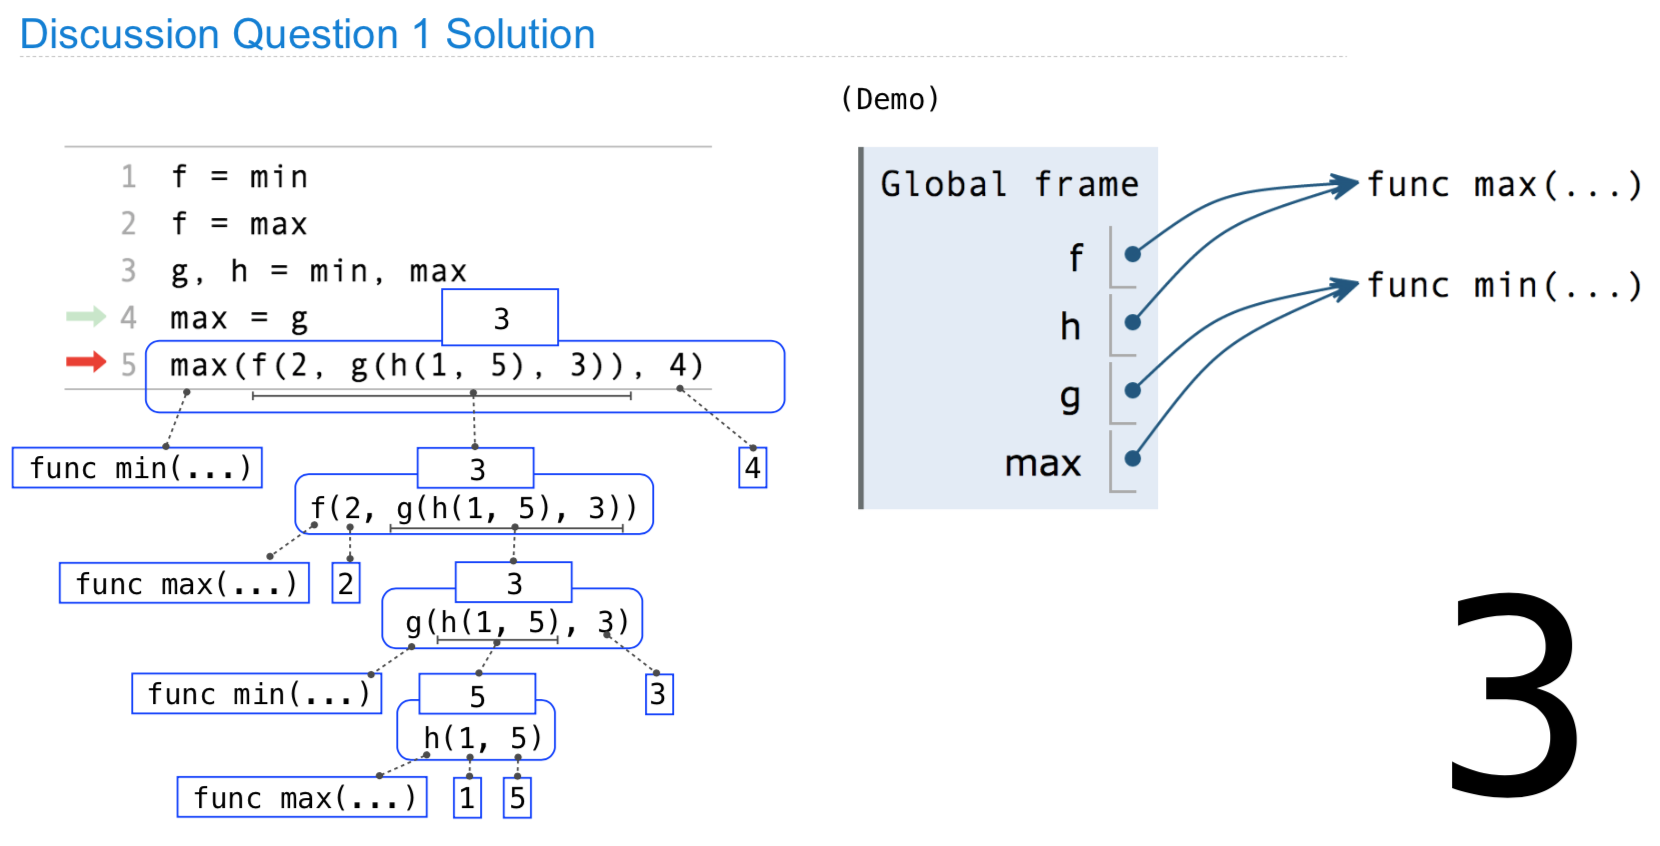 Discussion Question 1 Solution
(Demo)
1 f = min
2 f = max
3 g, h = min, max
4 max = g
3
5 max(f(2, g(h(1, 5), 3)), 4)
func min(...)
3
4
f(2, g(h(1, 5), 3))
func max(...)
2
3
g(h(1, 5), 3)
func min(...)
5
3
h(1, 5)
func max(...)
1
5
Global frame
f
h
g
max
func max(...)
func min(...)
3